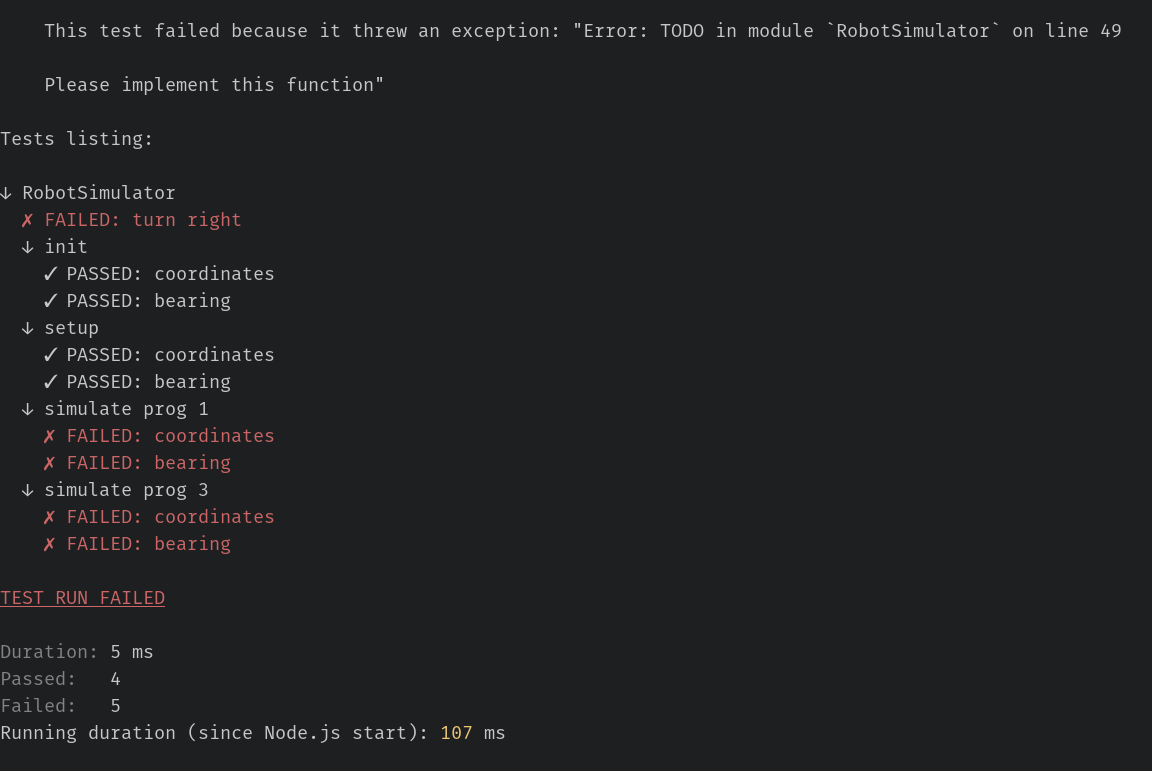 This test failed because it threw an exception: "Error: TODO in module `RobotSimulator` on line 49
Please implement this function"
Tests listing:
↓ RobotSimulator
✗ FAILED: turn right
↓ init
✓ PASSED: coordinates
✓ PASSED: bearing
↓ setup
✓ PASSED: coordinates
✓ PASSED: bearing
↓ simulate prog 1
✗ FAILED: coordinates
✗ FAILED: bearing
↓ simulate prog 3
✗ FAILED: coordinates
✗ FAILED: bearing
TEST RUN FAILED
Duration: 5 ms
Passed: 4
Failed: 5
Running duration (since Node.js start): 107 ms